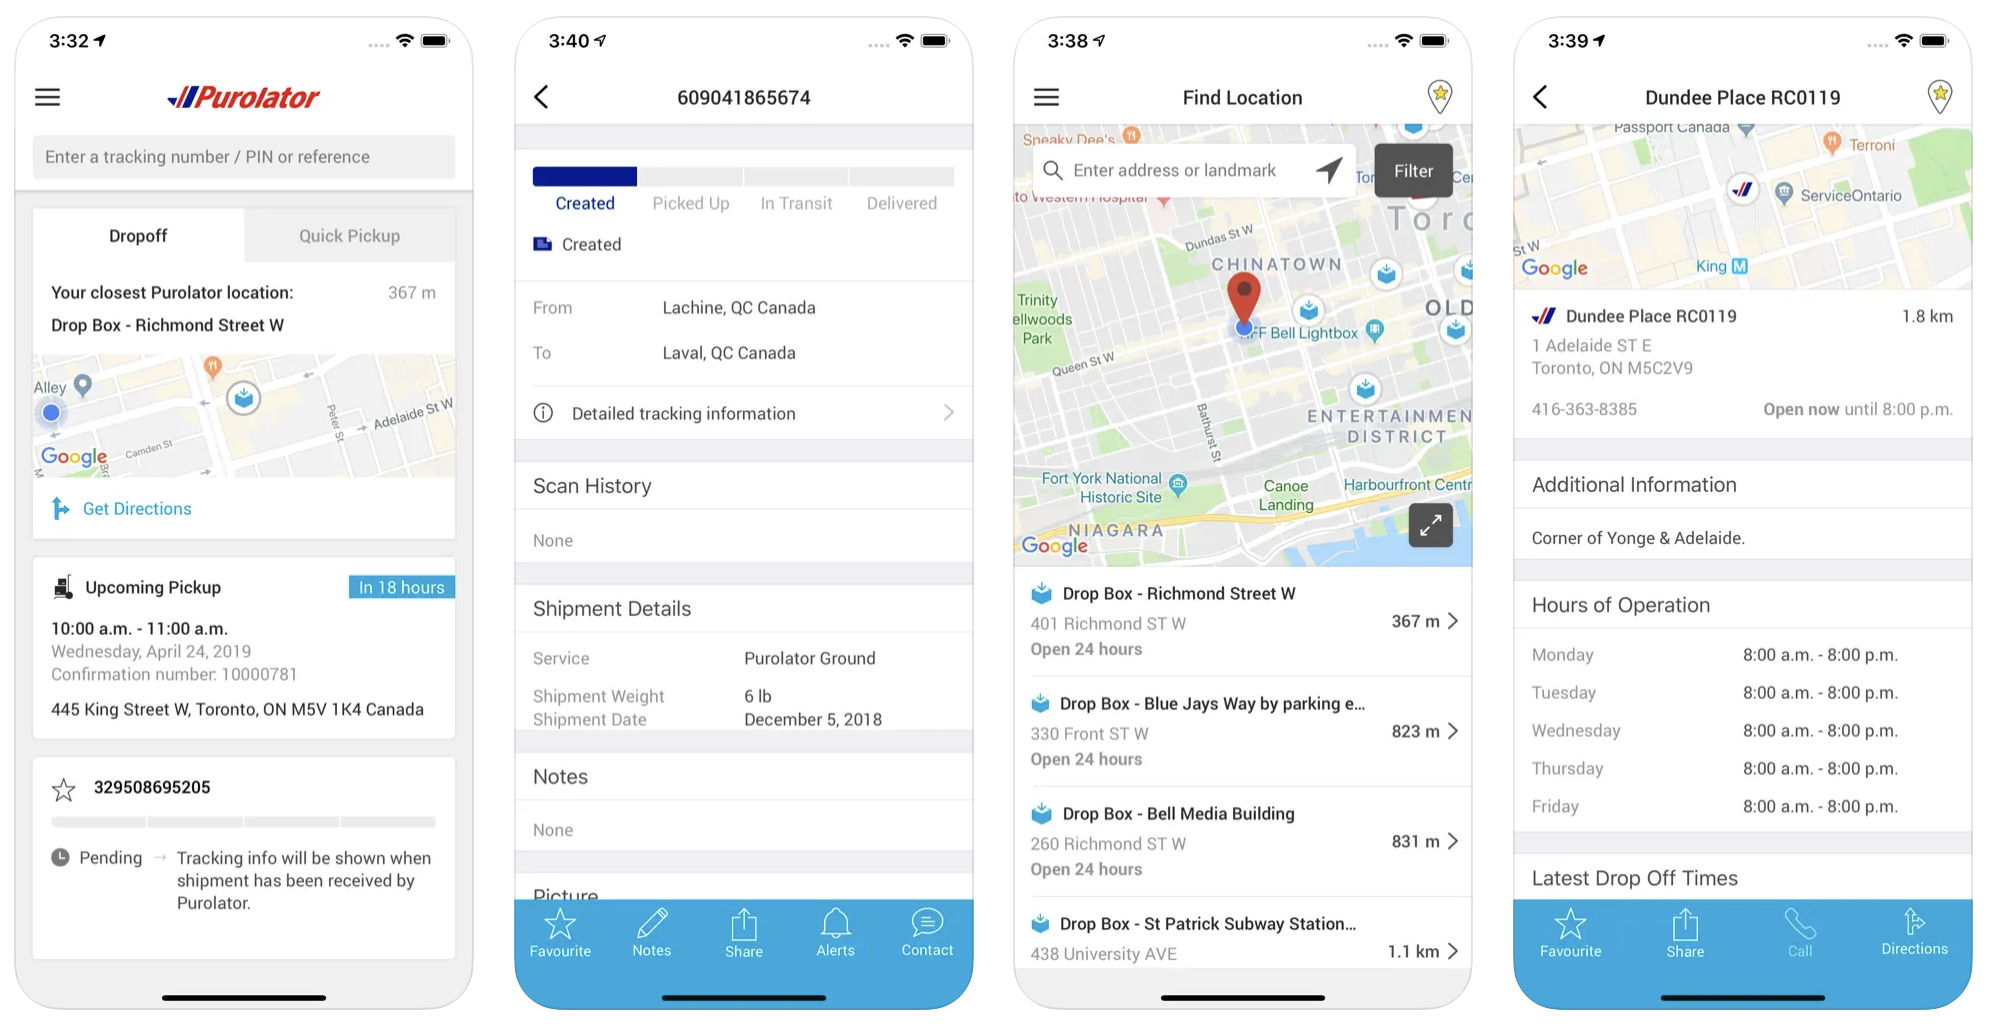 3:32
Purolator
Enter a tracking number / PIN or reference
Dropoff
Quick Pickup
Your closest Purolator location:
367 m
Drop Box - Richmond Street W
Alley
Peter St
Adelaide St W
Camden St
Google
Get Directions
Upcoming Pickup
In 18 hours
10:00 a.m. - 11:00 a.m.
Wednesday, April 24, 2019
Confirmation number: 10000781
445 King Street W, Toronto, ON M5V 1K4 Canada
329508695205
Pending → Tracking info will be shown when
shipment has been received by
Purolator.
3:40
609041865674
Created
Picked Up
In Transit
Delivered
Created
From
Lachine, QC Canada
To
Laval, QC Canada
Detailed tracking information
Scan History
None
Shipment Details
Service
Purolator Ground
Shipment Weight
6 lb
Shipment Date
December 5, 2018
Notes
None
Picture
Favourite
Notes
Share
Alerts
Contact
3:38
Find Location
Sneaky Dee's
Enter address or landmark
Filter
to Western Hospital
Toro
Dundas St W
CHINATOWN
Trinity
ellwoods
Park
OLD
FF Bell Lightbox
Queen St W
Bathurst St
ENTERTAINMEN
DISTRICT
Fort York National
Historic Site
Canoe
Landing
Harbourfront Centr
NIAGARA
Google
Drop Box - Richmond Street W
401 Richmond ST W
367 m
Open 24 hours
Drop Box - Blue Jays Way by parking e...
330 Front ST W
823 m
Open 24 hours
Drop Box - Bell Media Building
260 Richmond ST W
831 m
Open 24 hours
Drop Box - St Patrick Subway Station...
438 University AVE
1.1 km
3:39
Dundee Place RC0119
Passport Canada
Terroni
ServiceOntario
St W
Google
King M
Dundee Place RC0119
1.8 km
1 Adelaide ST E
Toronto, ON M5C2V9
416-363-8385
Open now until 8:00 p.m.
Additional Information
Corner of Yonge & Adelaide.
Hours of Operation
Monday
8:00 a.m. - 8:00 p.m.
Tuesday
8:00 a.m. - 8:00 p.m.
Wednesday
8:00 a.m. - 8:00 p.m.
Thursday
8:00 a.m. - 8:00 p.m.
Friday
8:00 a.m. - 8:00 p.m.
Latest Drop Off Times
Favourite
Share
Call
Directions